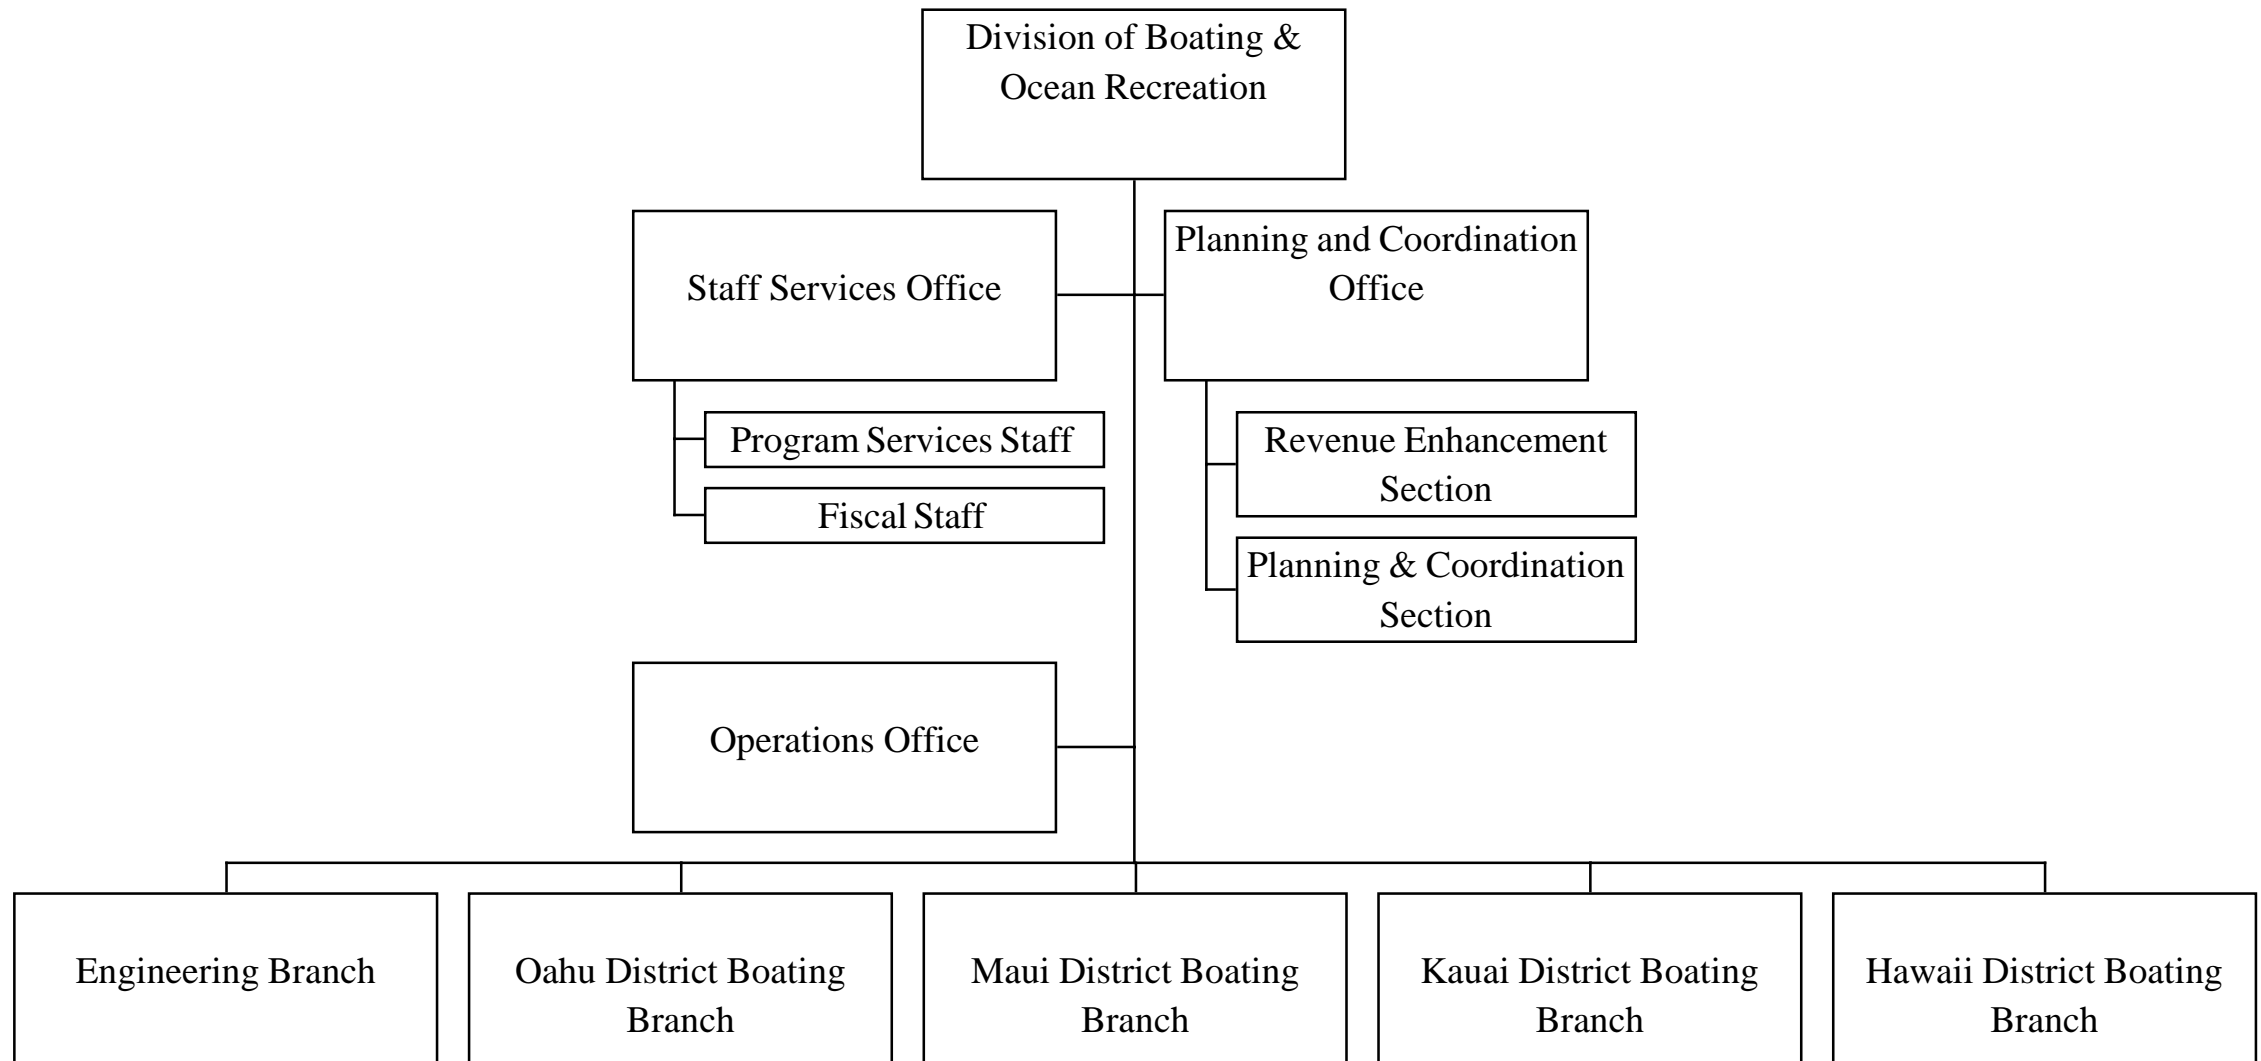 Division of Boating &
Ocean Recreation
Staff Services Office
Planning and Coordination
Office
Program Services Staff
Fiscal Staff
Revenue Enhancement
Section
Planning & Coordination
Section
Operations Office
Engineering Branch
Oahu District Boating
Branch
Maui District Boating
Branch
Kauai District Boating
Branch
Hawaii District Boating
Branch